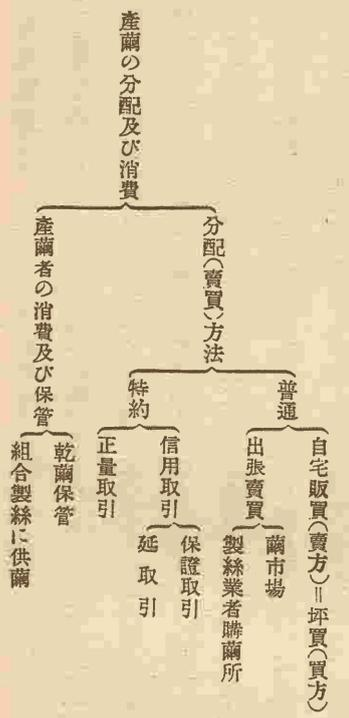 產繭の分配及び消費
分配(賣買)方法
普通
自宅販買(賣方)＝坪買(買方)
出張賣買
繭市場
製絲業者購繭所
特約
信用取引
保證取引
延取引
正量取引
產繭者の消費及び保管
乾繭保管
組合製絲に供繭